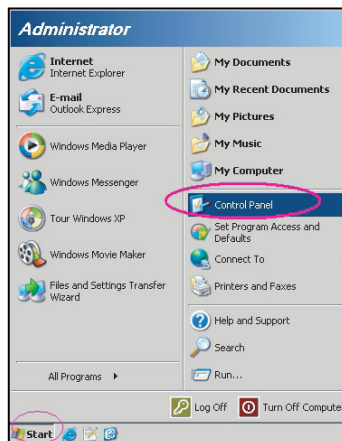 Administrator
Internet
Internet Explorer
E-mail
Outlook Express
Windows Media Player
Windows Messenger
Tour Windows XP
Windows Movie Maker
Files and Settings Transfer
Wizard
All Programs
My Documents
My Recent Documents
My Pictures
My Music
My Computer
Control Panel
Set Program Access and
Defaults
Connect To
Printers and Faxes
Help and Support
Search
Run...
Log Off
Turn Off Compute
Start